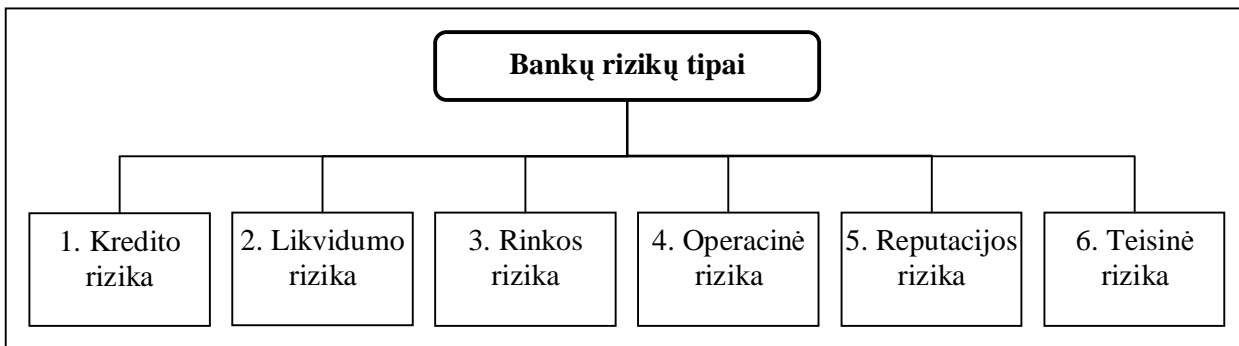 Bankų rizikų tipai
1. Kredito
rizika
2. Likvidumo
rizika
3. Rinkos
rizika
4. Operacinė
rizika
5. Reputacijos
rizika
6. Teisinė
rizika